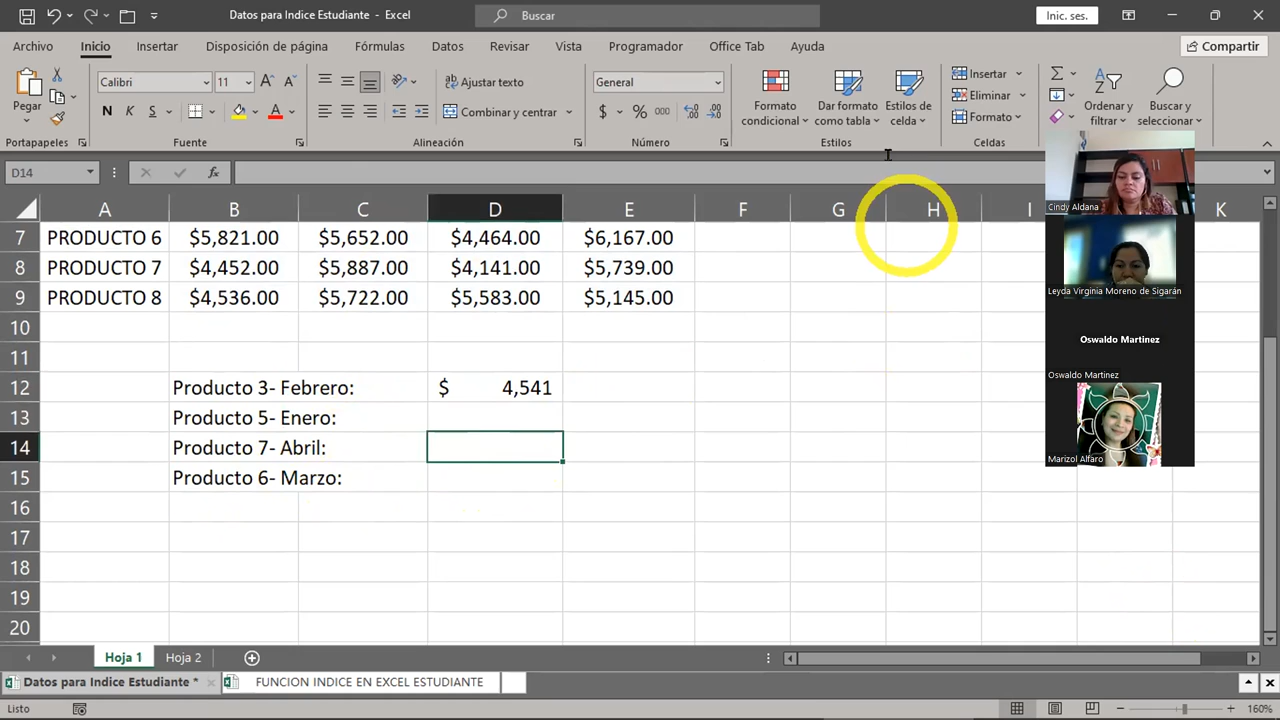 Datos para Indice Estudiante - Excel
Buscar
Inic. ses.
Archivo Inicio Insertar Disposición de página Fórmulas Datos Revisar Vista Programador Office Tab Ayuda
Compartir
Pegar
Calibri 11
N K S
Ajustar texto
Combinar y centrar
General
$ % 000
Formato condicional
Dar formato como tabla
Estilos de celda
Insertar
Eliminar
Formato
Ordenar y filtrar
Buscar y seleccionar
Portapapeles Fuente Alineación Número Estilos Celdas
D14 fx
A B C D E F G H I K
7 PRODUCTO 6 $5,821.00 $5,652.00 $4,464.00 $6,167.00
8 PRODUCTO 7 $4,452.00 $5,887.00 $4,141.00 $5,739.00
9 PRODUCTO 8 $4,536.00 $5,722.00 $5,583.00 $5,145.00
10
11
12 Producto 3- Febrero: $ 4,541
13 Producto 5- Enero:
14 Producto 7- Abril:
15 Producto 6- Marzo:
16
17
18
19
20
Cindy Aldana
Leyda Virginia Moreno de Sigarán
Oswaldo Martinez
Oswaldo Martinez
Marizol Alfaro
Hoja 1 Hoja 2
Datos para Indice Estudiante * FUNCION INDICE EN EXCEL ESTUDIANTE
Listo
160%